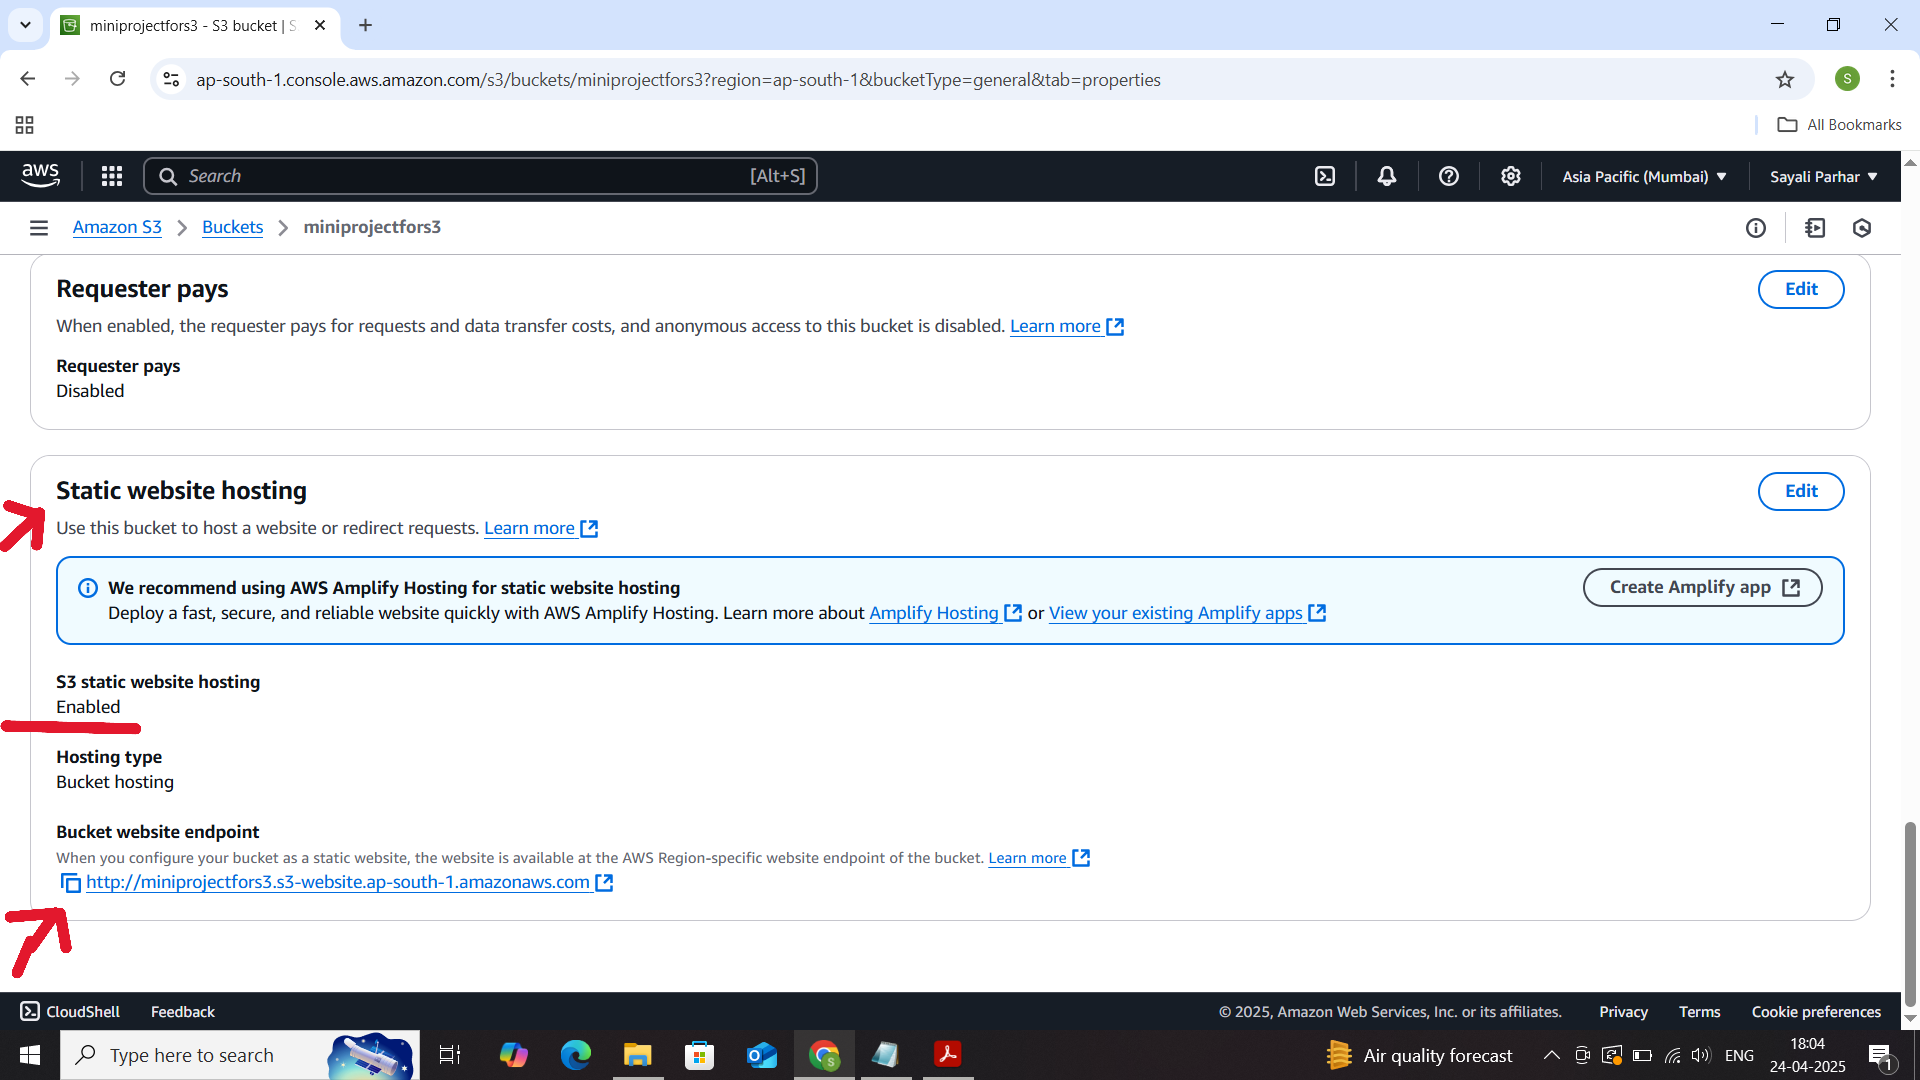 miniprojectfors3 - S3 bucket | S
ap-south-1.console.aws.amazon.com/s3/buckets/miniprojectfors3?region=ap-south-1&bucketType=general&tab=properties
S
All Bookmarks
aws
Search
[Alt+S]
Asia Pacific (Mumbai)
Sayali Parhar
Amazon S3
Buckets
miniprojectfors3
Requester pays
Edit
When enabled, the requester pays for requests and data transfer costs, and anonymous access to this bucket is disabled. Learn more
Requester pays
Disabled
Static website hosting
Edit
Use this bucket to host a website or redirect requests. Learn more
We recommend using AWS Amplify Hosting for static website hosting
Create Amplify app
Deploy a fast, secure, and reliable website quickly with AWS Amplify Hosting. Learn more about Amplify Hosting or View your existing Amplify apps
S3 static website hosting
Enabled
Hosting type
Bucket hosting
Bucket website endpoint
When you configure your bucket as a static website, the website is available at the AWS Region-specific website endpoint of the bucket. Learn more
http://miniprojectfors3.s3-website.ap-south-1.amazonaws.com
CloudShell
Feedback
© 2025, Amazon Web Services, Inc. or its affiliates.
Privacy
Terms
Cookie preferences
Type here to search
S
Air quality forecast
ENG
18:04
24-04-2025
1